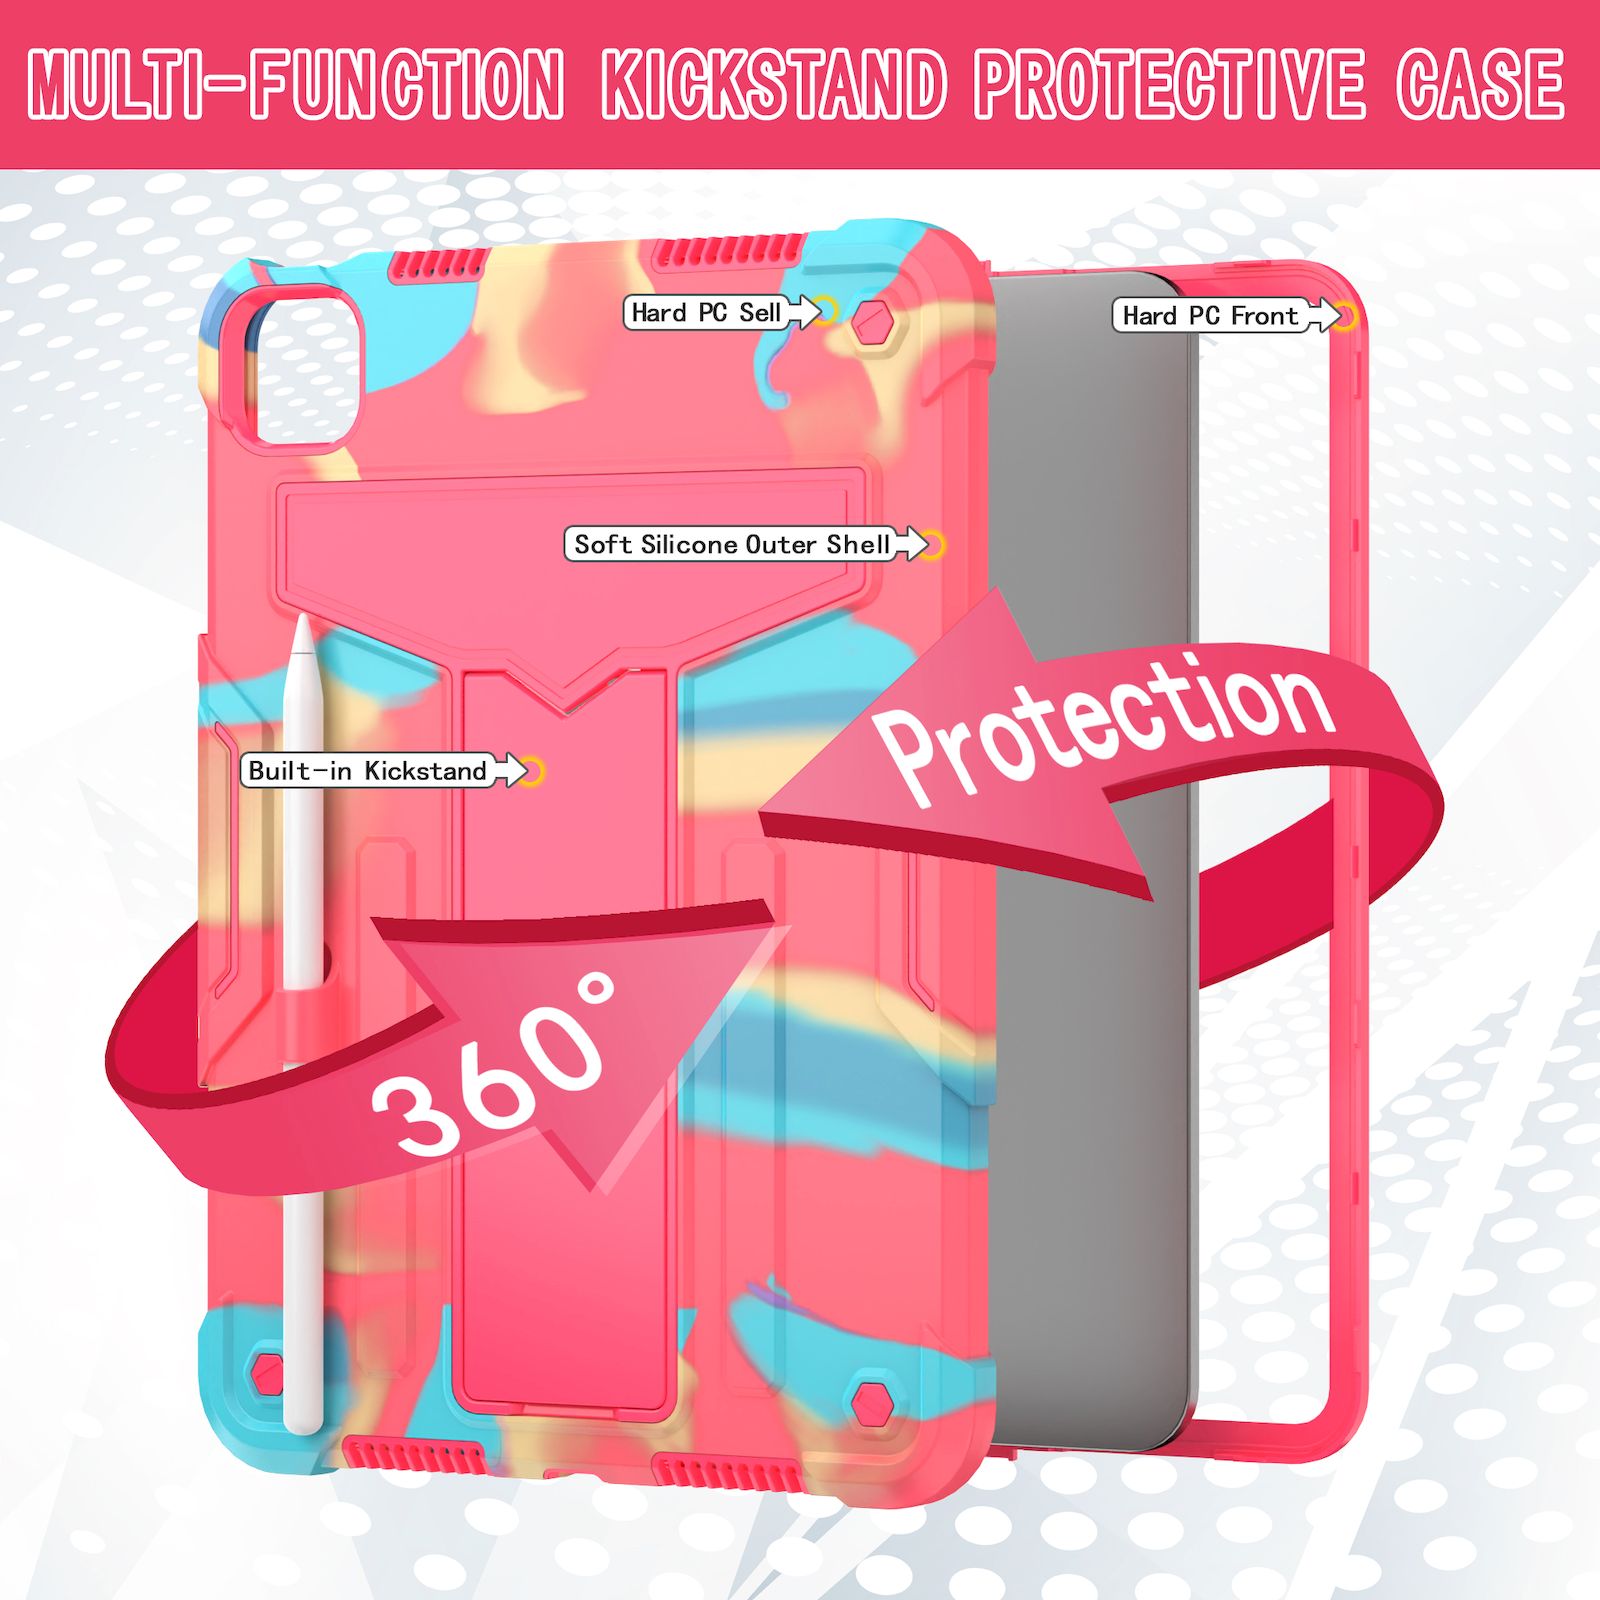 MULTI-FUNCTION KICKSTAND PROTECTIVE CASE
Hard PC Sell
Hard PC Front
Soft Silicone Outer Shell
Protection
Built-in Kickstand
360°